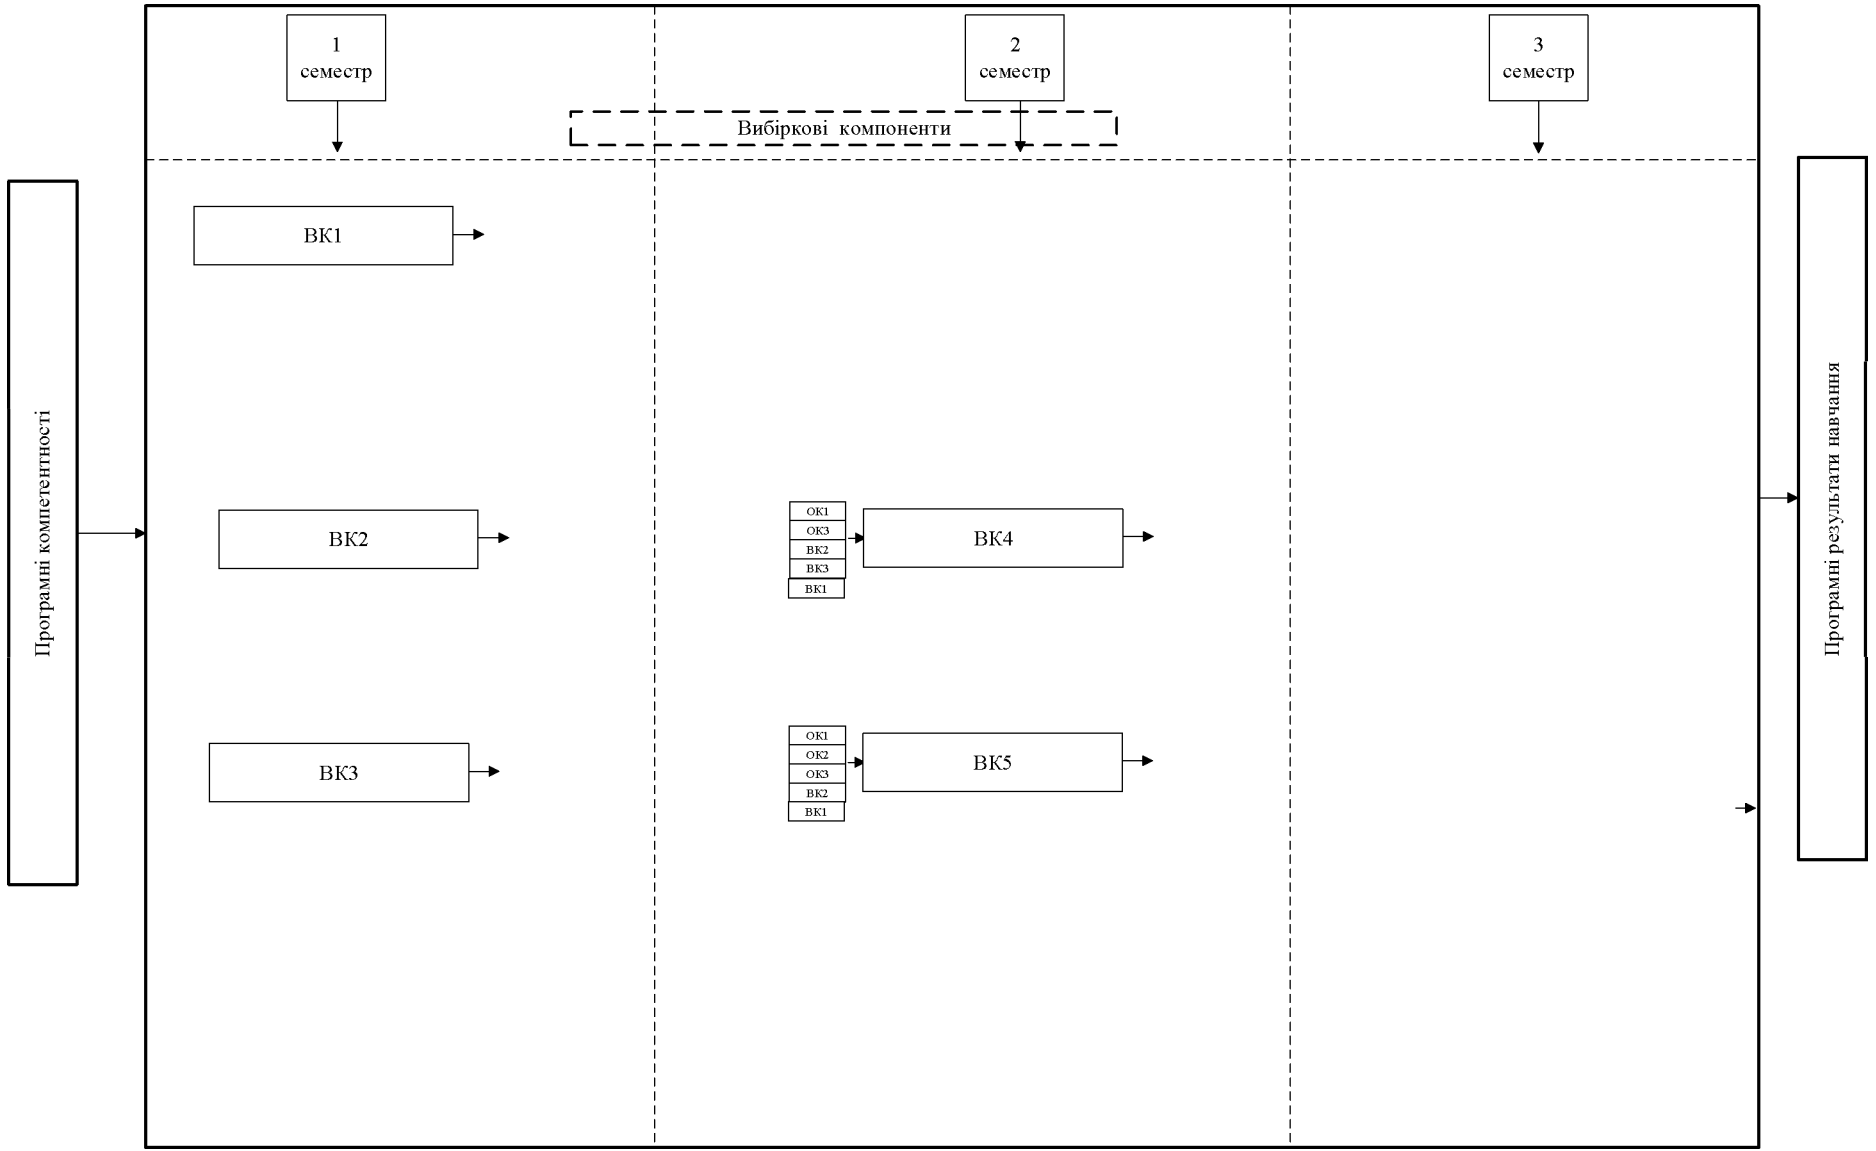 1
семестр
2
семестр
3
семестр
Вибіркові компоненти
Програмні компетентності
ВК1
ВК2
ОК1
ОК3
ВК2
ВК3
ВК1
ВК4
ВК3
ОК1
ОК2
ОК3
ВК2
ВК1
ВК5
Програмні результати навчання